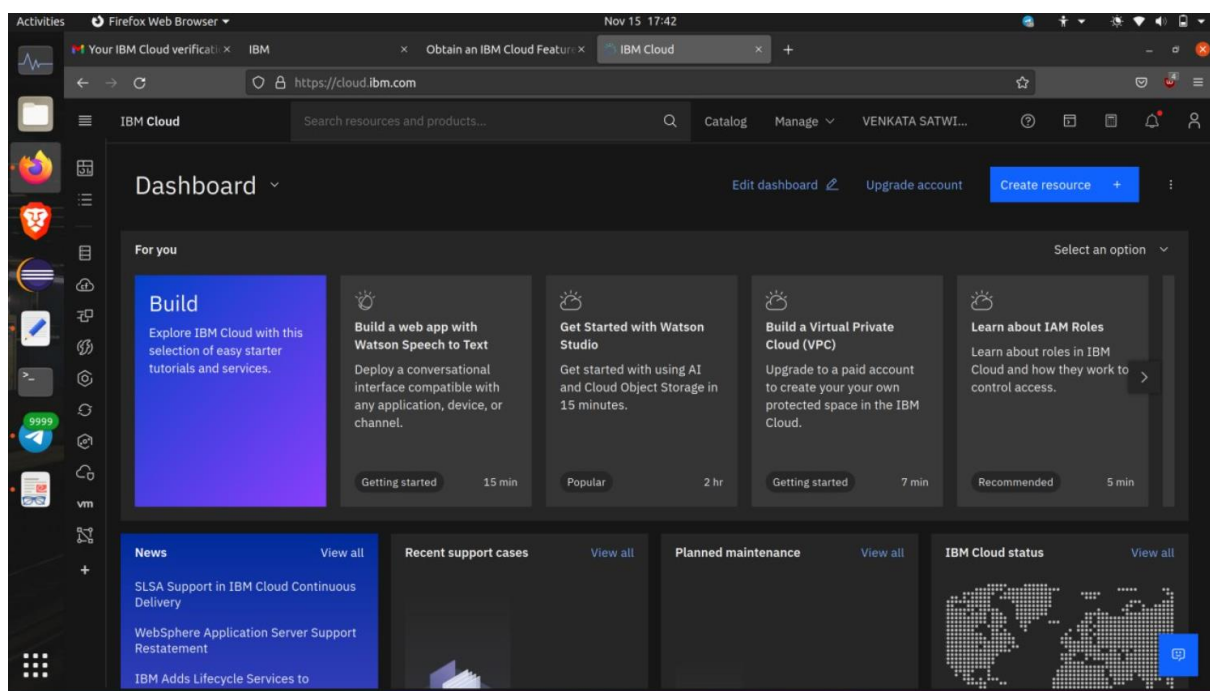 Activities
Firefox Web Browser
Nov 15 17:42
Your IBM Cloud verificati
IBM
Obtain an IBM Cloud Feature
IBM Cloud
https://cloud.ibm.com
4
IBM Cloud
Search resources and products...
Catalog
Manage
VENKATA SATWI...
Dashboard
Edit dashboard
Upgrade account
Create resource +
For you
Select an option
Build
Explore IBM Cloud with this
selection of easy starter
tutorials and services.
Build a web app with
Watson Speech to Text
Deploy a conversational
interface compatible with
any application, device, or
channel.
Getting started
15 min
Get Started with Watson
Studio
Get started with using AI
and Cloud Object Storage in
15 minutes.
Popular
2 hr
Build a Virtual Private
Cloud (VPC)
Upgrade to a paid account
to create your your own
protected space in the IBM
Cloud.
Getting started
7 min
Learn about IAM Roles
Learn about roles in IBM
Cloud and how they work to
control access.
Recommended
5 min
9999
vm
News
View all
SLSA Support in IBM Cloud Continuous
Delivery
WebSphere Application Server Support
Restatement
IBM Adds Lifecycle Services to
Recent support cases
View all
Planned maintenance
View all
IBM Cloud status
View all